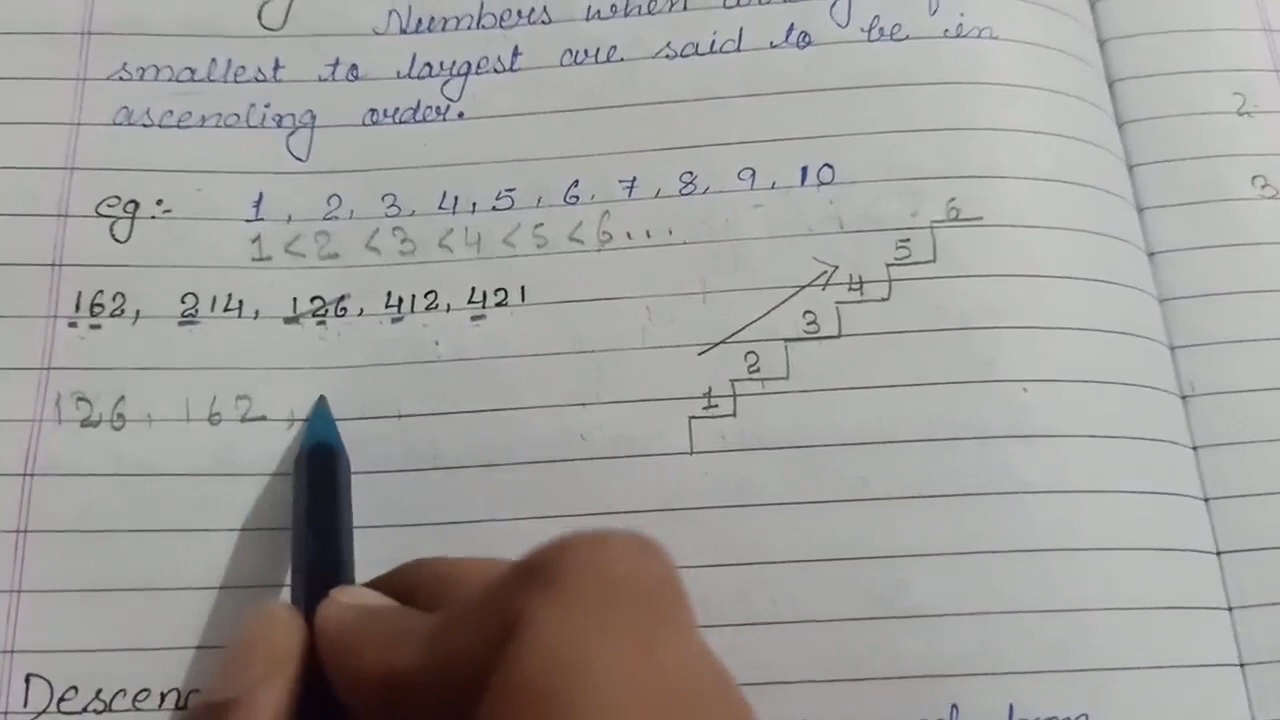 Numbers when
smallest to largest are said to be in
ascending order.
eg:- 1, 2, 3, 4, 5, 6, 7, 8, 9, 10
1 < 2 < 3 < 4 < 5 < 6 ...
162, 214, 126, 412, 421
126, 162,
1
2
3
4
5
6
2.
3